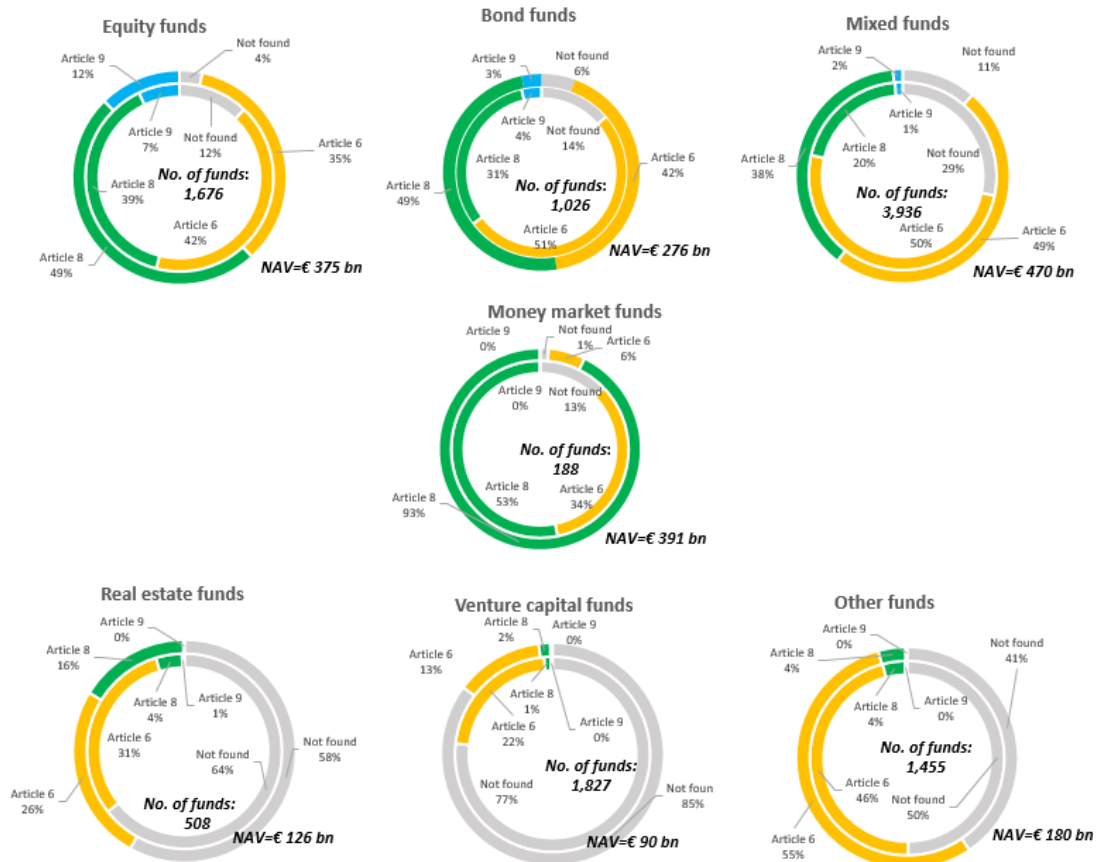 Equity funds
Article 9
12%
Not found
4%
Article 9
7%
Not found
12%
Article 6
35%
No. of funds:
1,676
Article 8
39%
Article 6
42%
Article 8
49%
NAV=€ 375 bn
Bond funds
Article 9
3%
Not found
6%
Article 9
4%
Not found
14%
Article 8
31%
Article 6
42%
Article 8
49%
No. of funds:
1,026
Article 6
51%
NAV=€ 276 bn
Mixed funds
Article 9
2%
Not found
11%
Article 9
1%
Article 8
20%
Not found
29%
Article 8
38%
No. of funds:
3,936
Article 6
50%
Article 6
49%
NAV=€ 470 bn
Money market funds
Article 9
0%
Not found
1%
Article 6
6%
Article 9
0%
Not found
13%
No. of funds:
188
Article 8
53%
Article 6
34%
Article 8
93%
NAV=€ 391 bn
Real estate funds
Article 9
0%
Article 8
16%
Article 8
4%
Article 9
1%
Article 6
31%
Not found
64%
Not found
58%
Article 6
26%
No. of funds:
508
NAV=€ 126 bn
Venture capital funds
Article 8
2%
Article 9
0%
Article 6
13%
Article 8
1%
Article 9
0%
Article 6
22%
No. of funds:
1,827
Not found
77%
Not foun
85%
NAV=€ 90 bn
Other funds
Article 9
0%
Article 8
4%
Not found
41%
Article 8
4%
Article 9
0%
No. of funds:
1,455
Article 6
46%
Not found
50%
Article 6
55%
NAV=€ 180 bn